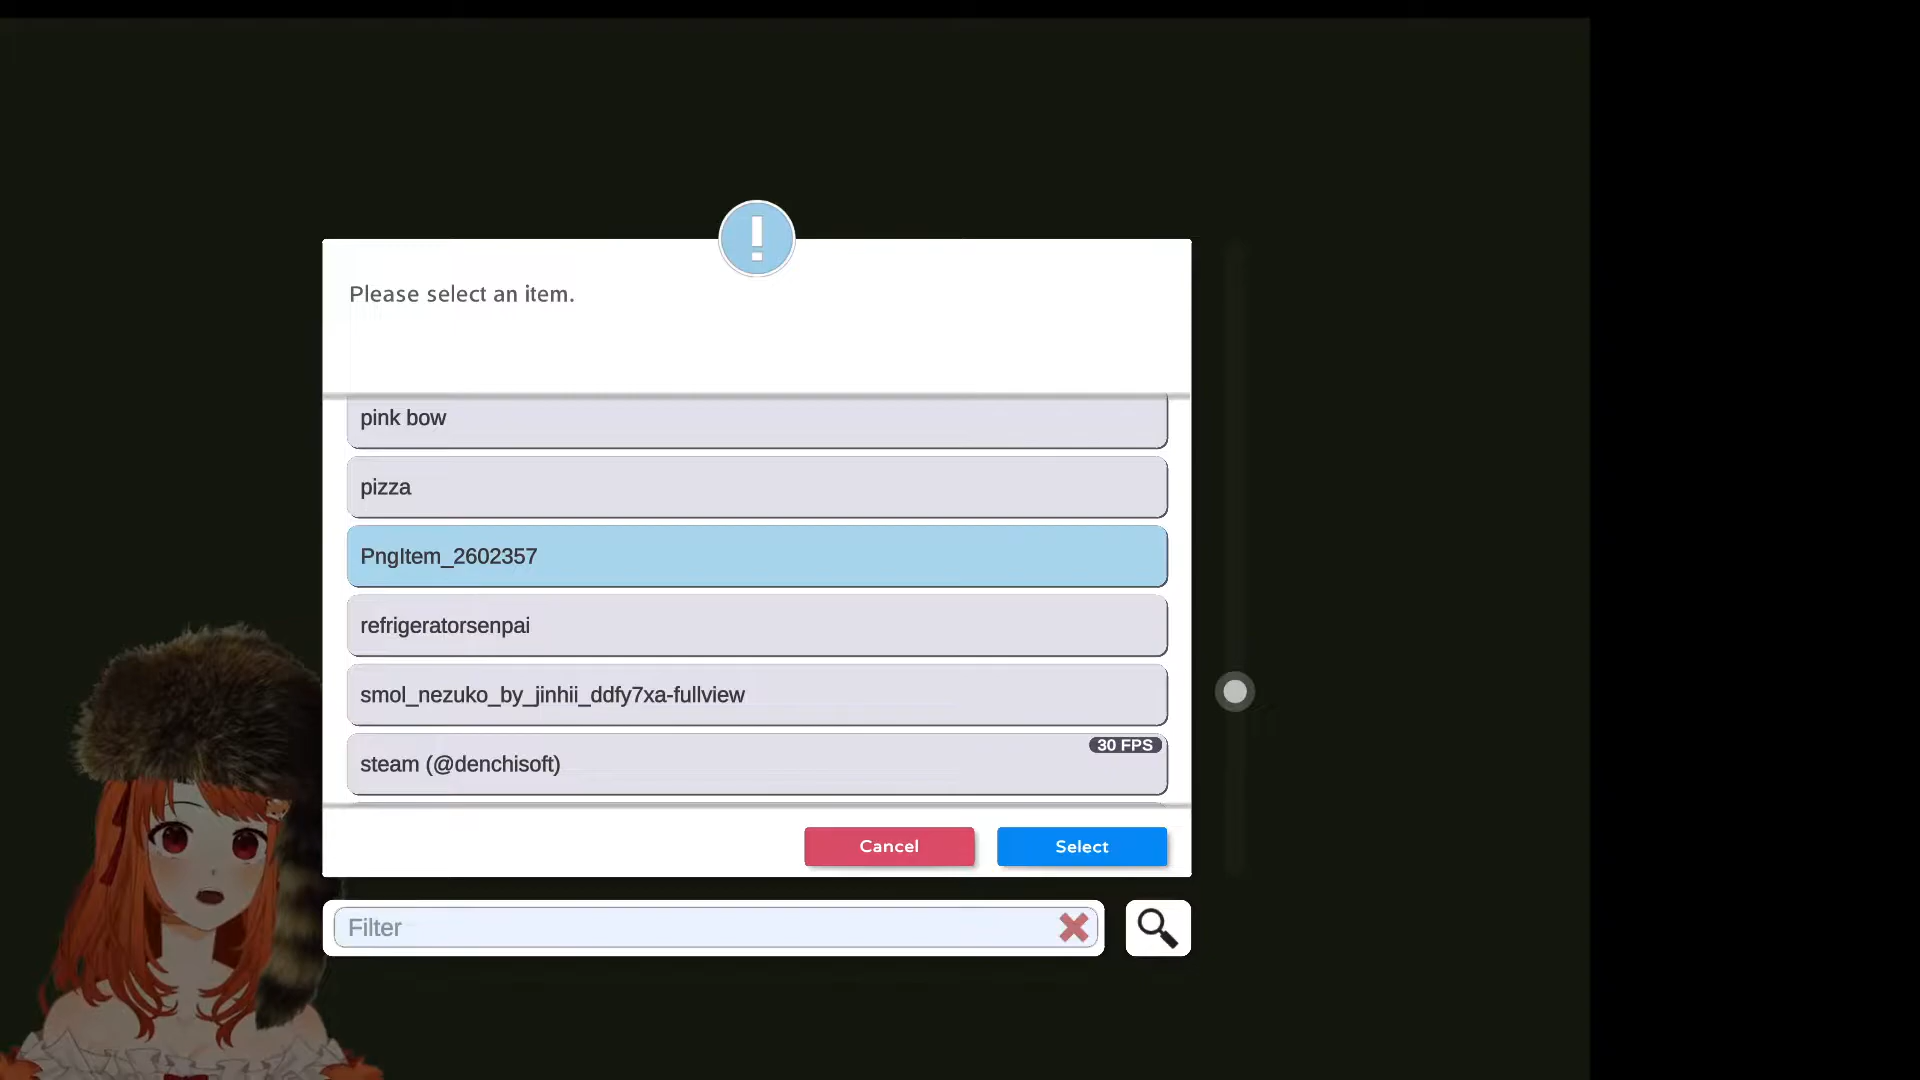 Please select an item.
pink bow
pizza
PngItem_2602357
refrigeratorsenpai
smol_nezuko_by_jinhii_ddfy7xa-fullview
30 FPS
steam (@denchisoft)
Cancel
Select
Filter